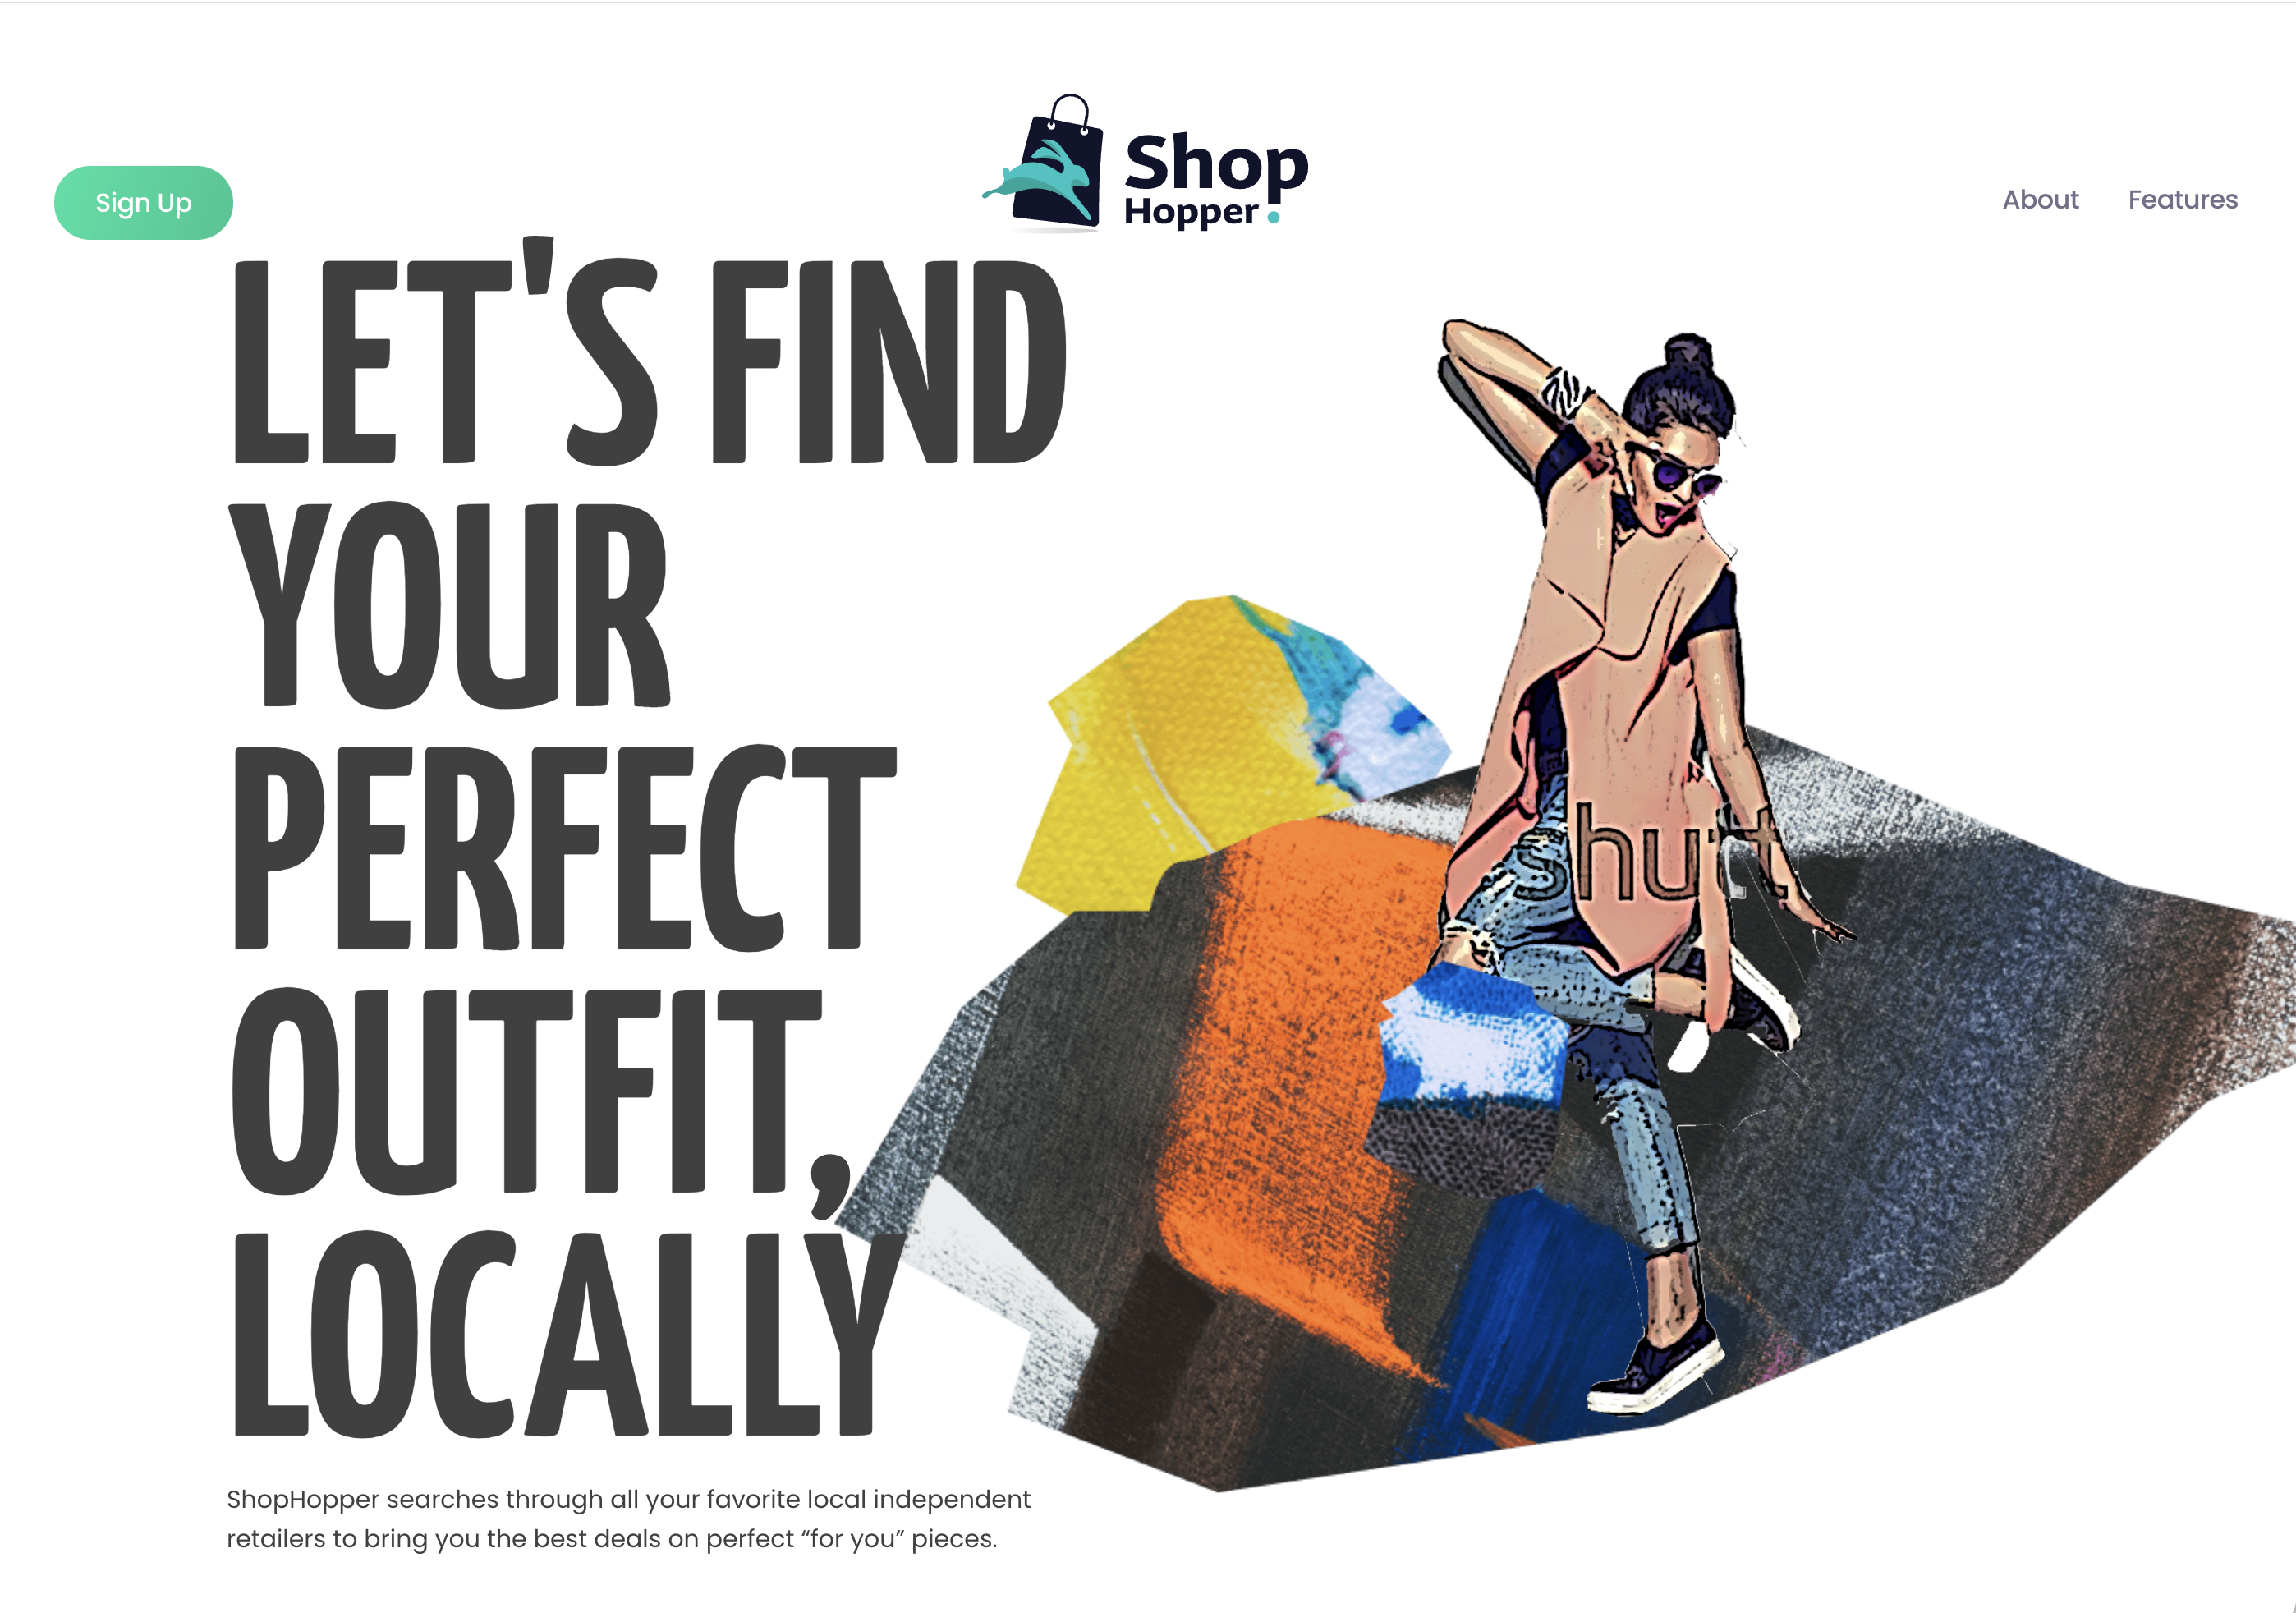 Shop
Hopper
Sign Up
About
Features
LET'S FIND
YOUR
PERFECT
OUTFIT,
LOCALLY
ShopHopper searches through all your favorite local independent
retailers to bring you the best deals on perfect “for you” pieces.